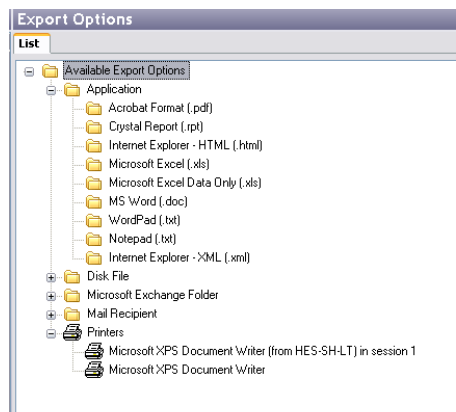 Export Options
List
Available Export Options
Application
Acrobat Format (.pdf)
Crystal Report (.rpt)
Internet Explorer - HTML (.html)
Microsoft Excel (.xls)
Microsoft Excel Data Only (.xls)
MS Word (.doc)
WordPad (.txt)
Notepad (.txt)
Internet Explorer - XML (.xml)
Disk File
Microsoft Exchange Folder
Mail Recipient
Printers
Microsoft XPS Document Writer (from HES-SH-LT) in session 1
Microsoft XPS Document Writer